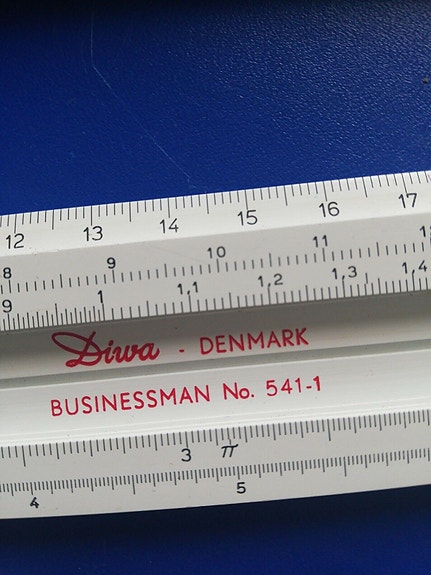 12 13 14 15 16 17
8 9 10 11
9 1 1,1 1,2 1,3 1,4
Diwa - DENMARK
BUSINESSMAN No. 541-1
3 π
4 5